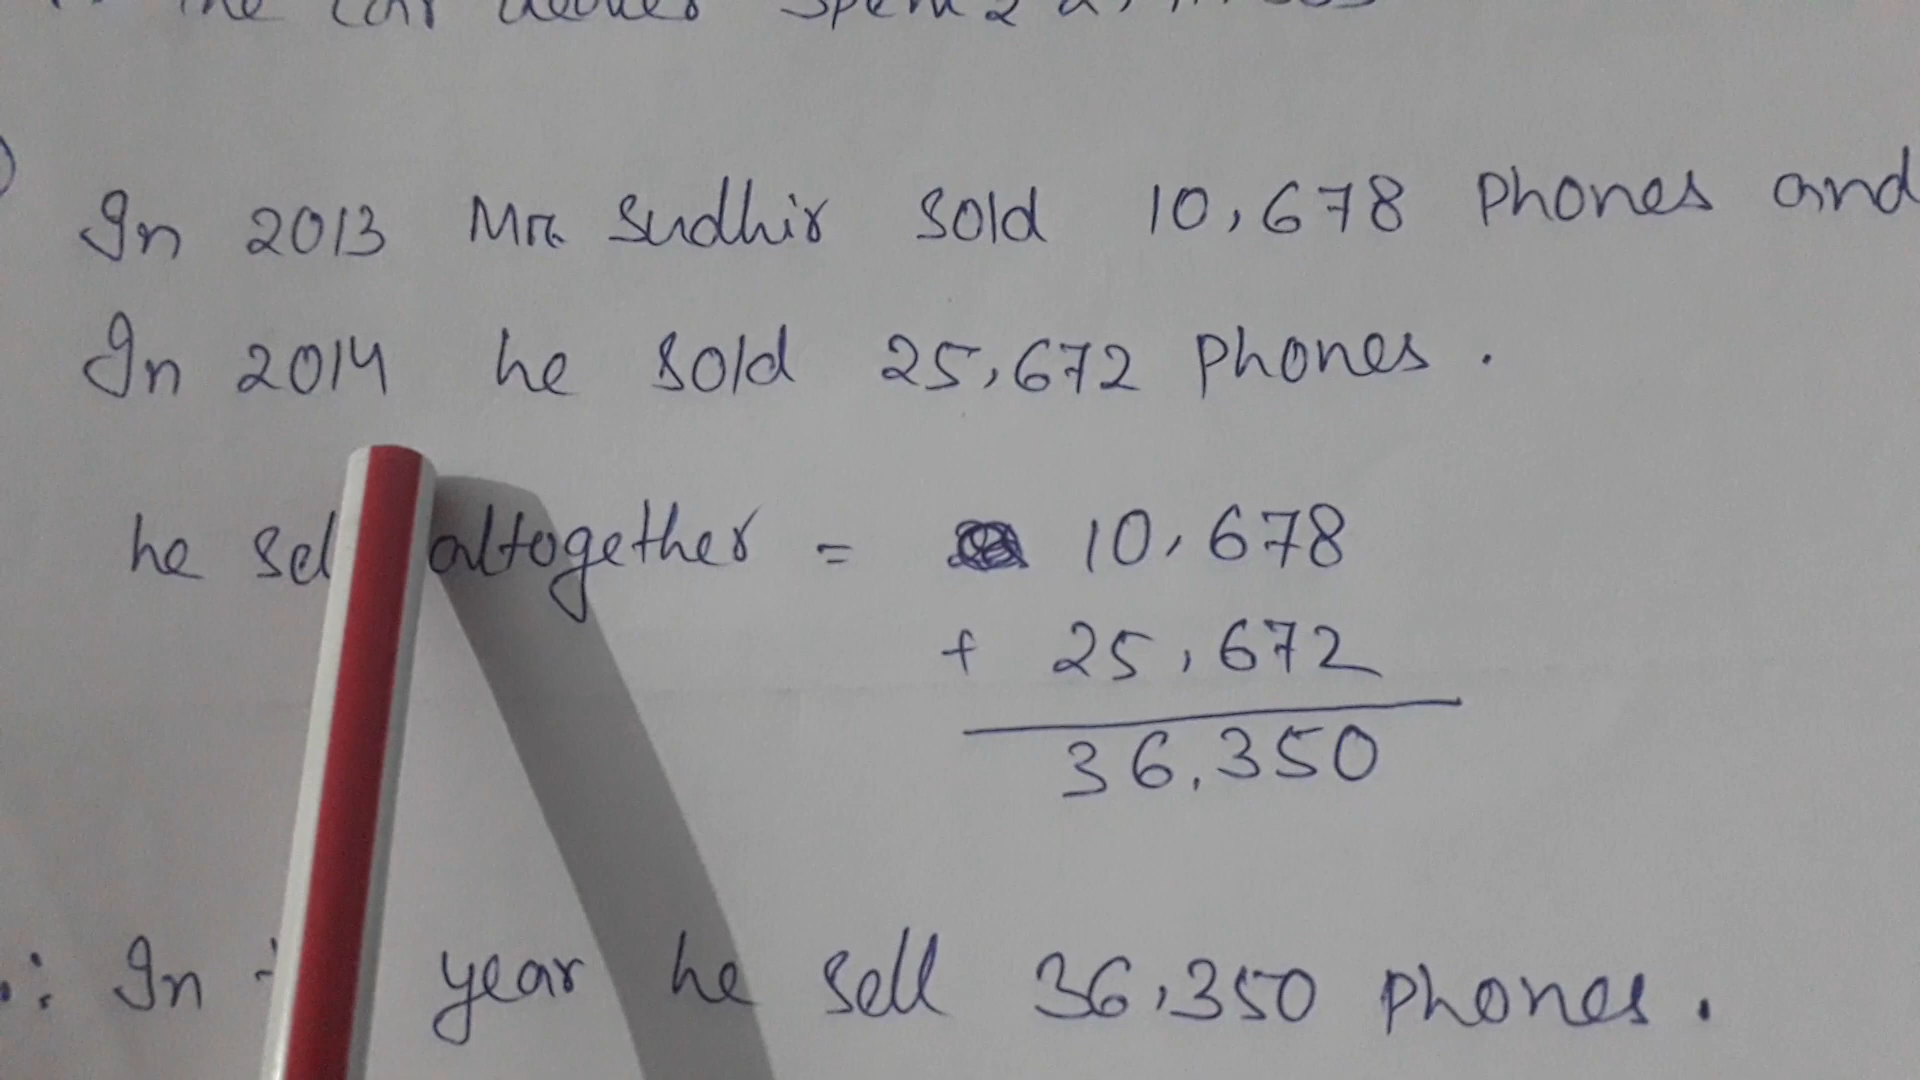 In 2013 Mr. Sudhir sold 10,678 Phones and
In 2014 he sold 25,672 Phones.
he altogether = 10,678
+ 25,672
36,350
∴ In year he sell 36,350 phones.